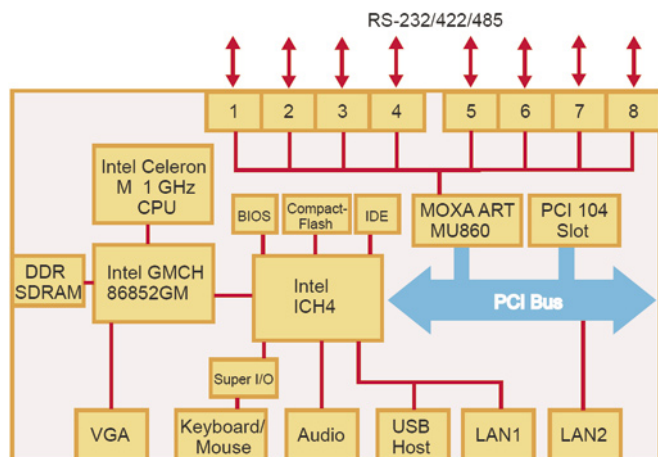 RS-232/422/485
1
2
3
4
5
6
7
8
Intel Celeron
M 1 GHz
CPU
BIOS
Compact-
Flash
IDE
MOXA ART
MU860
PCI 104
Slot
DDR
SDRAM
Intel GMCH
86852GM
Intel
ICH4
PCI Bus
Super I/O
VGA
Keyboard/
Mouse
Audio
USB
Host
LAN1
LAN2